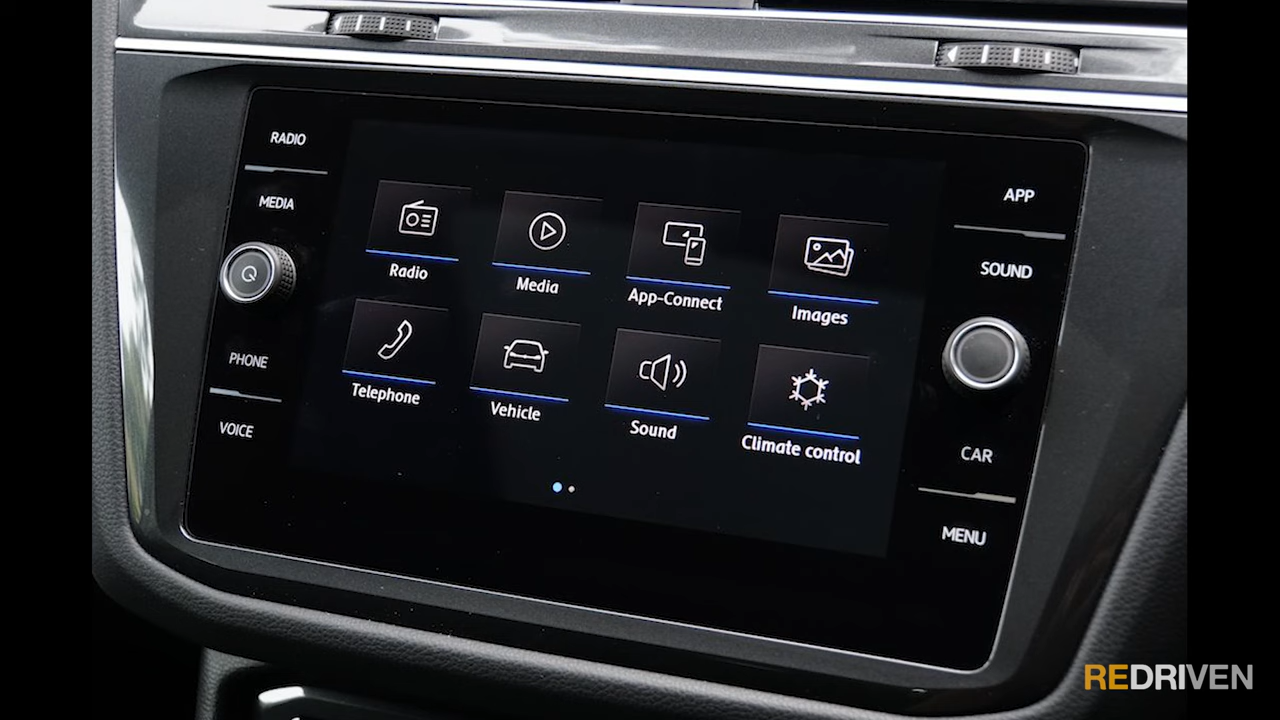 RADIO
MEDIA
PHONE
VOICE
Radio
Media
App-Connect
Images
Telephone
Vehicle
Sound
Climate control
APP
SOUND
CAR
MENU
REDRIVEN